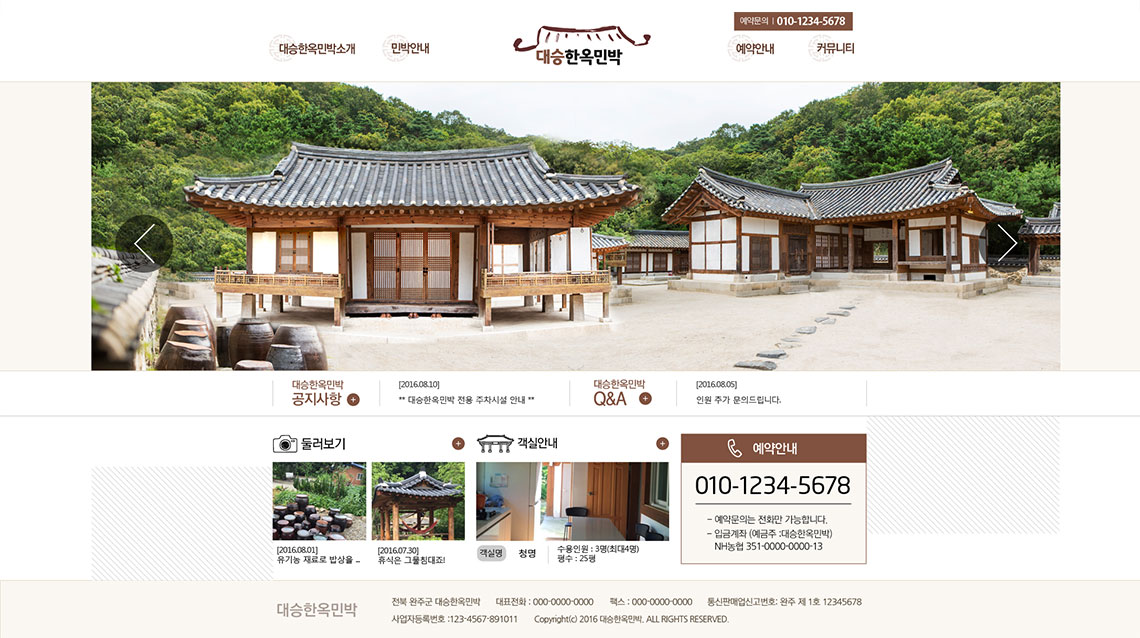 예약문의 | 010-1234-5678
대승한옥민박소개
민박안내
대승한옥민박
예약안내
커뮤니티
대승한옥민박
공지사항
[2016.08.10]
** 대승한옥민박 전용 주차시설 안내 **
대승한옥민박
Q&A
[2016.08.05]
인원 추가 문의드립니다.
둘러보기
[2016.08.01]
유기농 재료로 밥상을 ...
[2016.07.30]
휴식은 그물침대죠!
객실안내
객실명
청명
수용인원 : 3명(최대4명)
평수 : 25평
예약안내
010-1234-5678
- 예약문의는 전화만 가능합니다.
- 입금계좌 (예금주 :대승한옥민박)
NH농협 351-0000-0000-13
대승한옥민박
전북 완주군 대승한옥민박 대표전화 : 000-0000-0000 팩스 : 000-0000-0000 통신판매업신고번호: 완주 제 1호 12345678
사업자등록번호 :123-4567-891011 Copyright(c) 2016 대승한옥민박. ALL RIGHTS RESERVED.